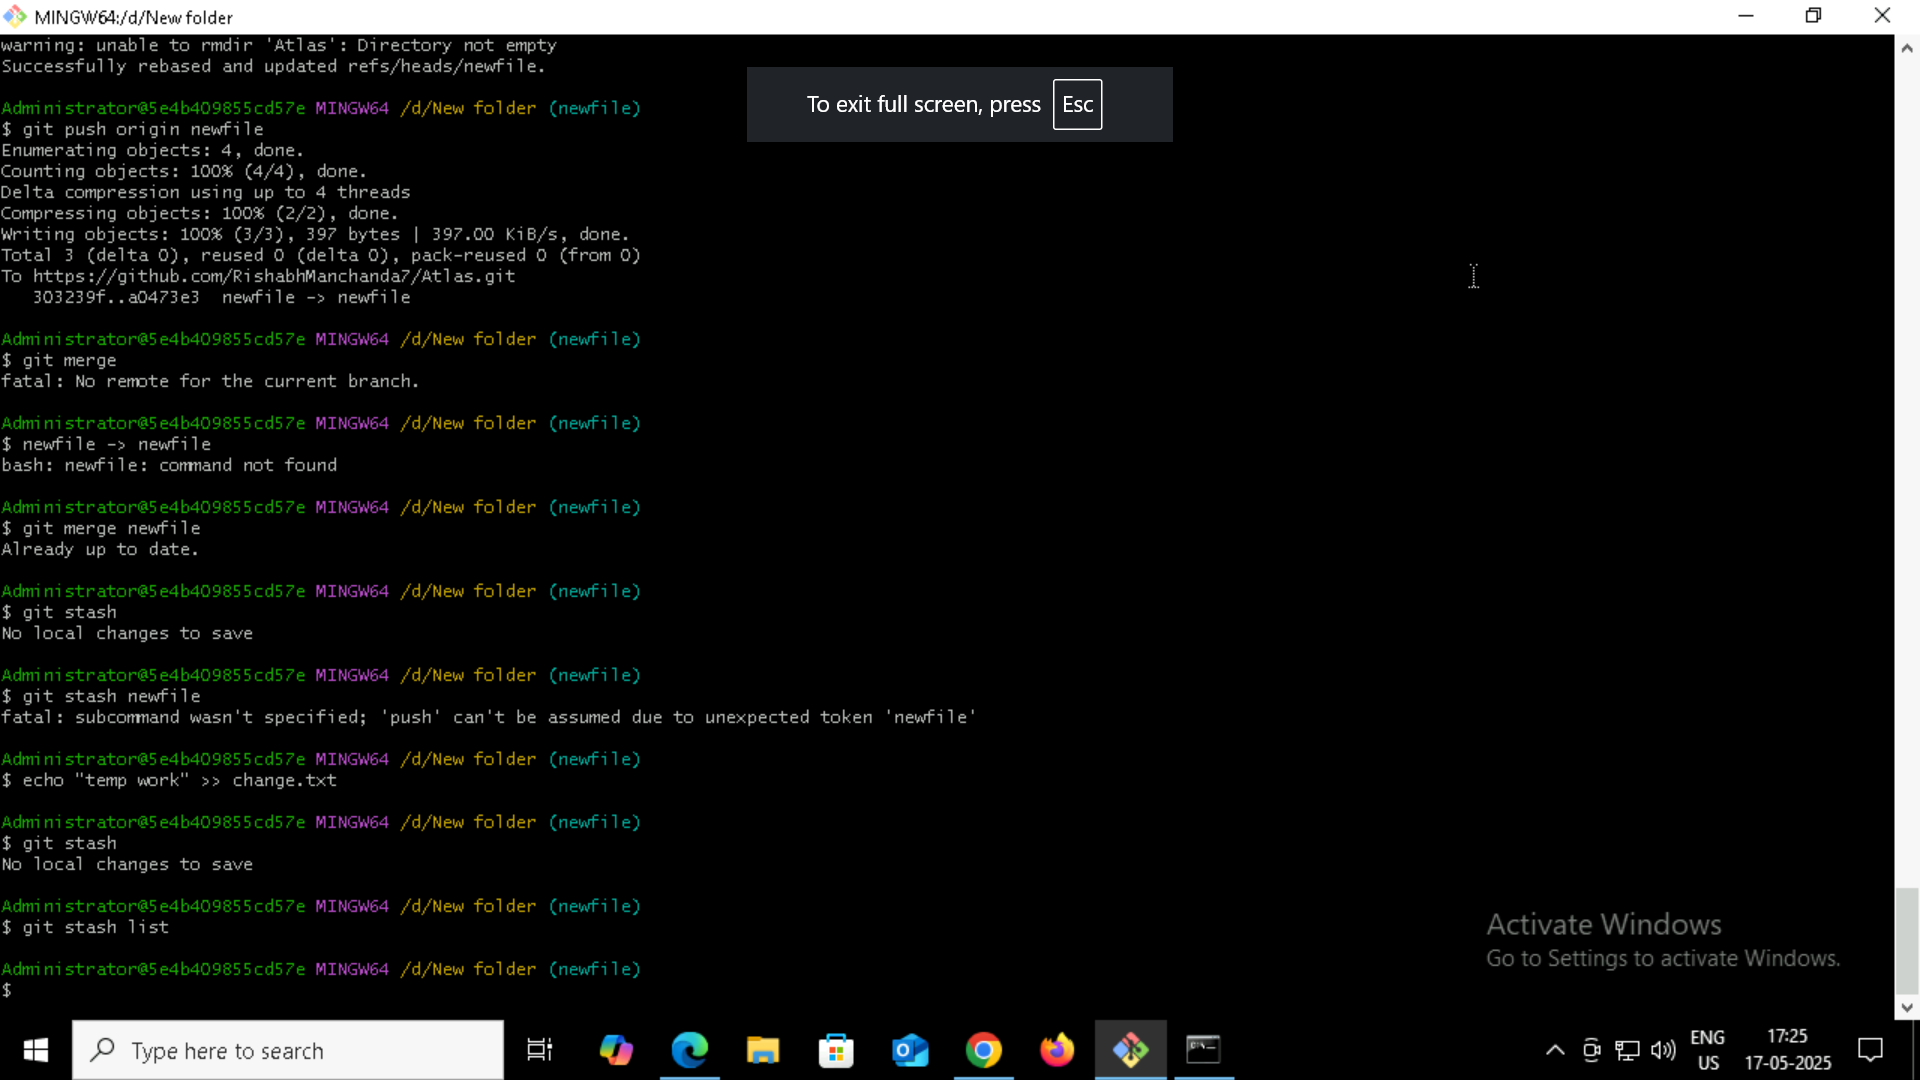 MINGW64:/d/New folder
warning: unable to rmdir 'Atlas': Directory not empty
Successfully rebased and updated refs/heads/newfile.
To exit full screen, press Esc
Administrator@5e4b409855cd57e MINGW64 /d/New folder (newfile)
$ git push origin newfile
Enumerating objects: 4, done.
Counting objects: 100% (4/4), done.
Delta compression using up to 4 threads
Compressing objects: 100% (2/2), done.
Writing objects: 100% (3/3), 397 bytes | 397.00 KiB/s, done.
Total 3 (delta 0), reused 0 (delta 0), pack-reused 0 (from 0)
To https://github.com/RishabhManchanda7/Atlas.git
   303239f..a0473e3  newfile -> newfile
Administrator@5e4b409855cd57e MINGW64 /d/New folder (newfile)
$ git merge
fatal: No remote for the current branch.
Administrator@5e4b409855cd57e MINGW64 /d/New folder (newfile)
$ newfile -> newfile
bash: newfile: command not found
Administrator@5e4b409855cd57e MINGW64 /d/New folder (newfile)
$ git merge newfile
Already up to date.
Administrator@5e4b409855cd57e MINGW64 /d/New folder (newfile)
$ git stash
No local changes to save
Administrator@5e4b409855cd57e MINGW64 /d/New folder (newfile)
$ git stash newfile
fatal: subcommand wasn't specified; 'push' can't be assumed due to unexpected token 'newfile'
Administrator@5e4b409855cd57e MINGW64 /d/New folder (newfile)
$ echo "temp work" >> change.txt
Administrator@5e4b409855cd57e MINGW64 /d/New folder (newfile)
$ git stash
No local changes to save
Administrator@5e4b409855cd57e MINGW64 /d/New folder (newfile)
$ git stash list
Administrator@5e4b409855cd57e MINGW64 /d/New folder (newfile)
$
Activate Windows
Go to Settings to activate Windows.
Type here to search
ENG
US
17:25
17-05-2025